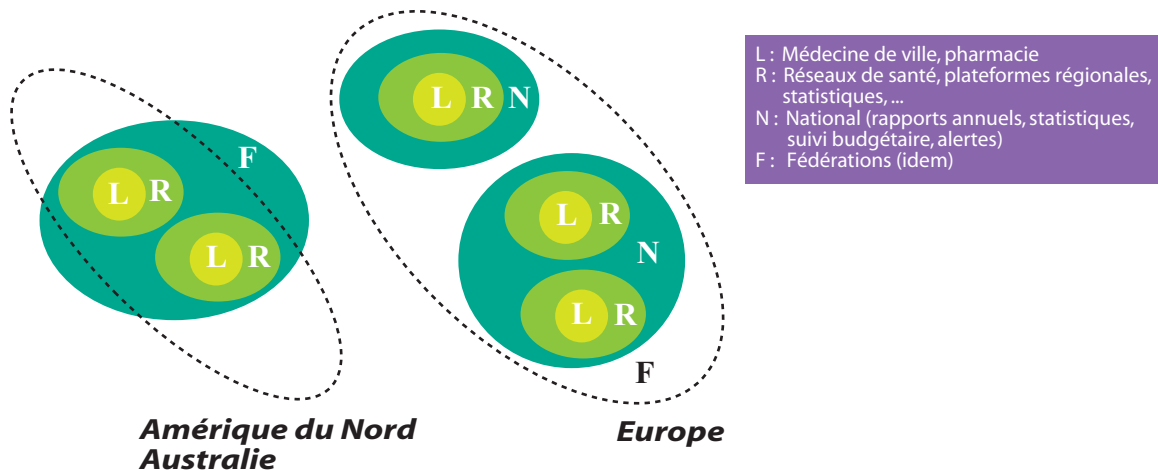 L R N
F
L R
L R
L R
N
L R
F
Amérique du Nord
Australie
Europe
L : Médecine de ville, pharmacie
R : Réseaux de santé, plateformes régionales,
statistiques, ...
N : National (rapports annuels, statistiques,
suivi budgétaire, alertes)
F : Fédérations (idem)